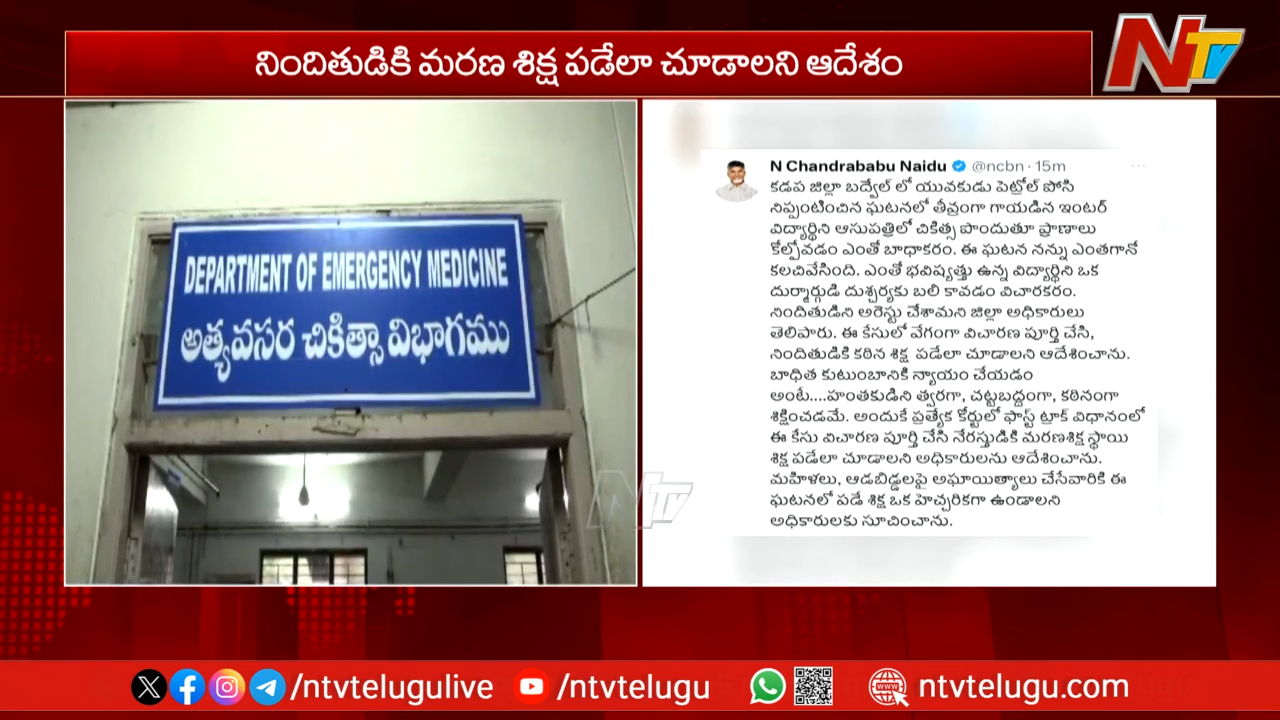 నిందితుడికి మరణ శిక్ష పడేలా చూడాలని ఆదేశం
NTV
DEPARTMENT OF EMERGENCY MEDICINE
అత్యవసర చికిత్సా విభాగము
N Chandrababu Naidu @ncbn · 15m
కడప జిల్లా బద్వేల్ లో యువకుడు పెట్రోల్ పోసి
నిప్పంటించిన ఘటనలో తీవ్రంగా గాయడిన ఇంటర్
విద్యార్థిని ఆసుపత్రిలో చికిత్స పొందుతూ ప్రాణాలు
కోల్పోవడం ఎంతో బాధాకరం. ఈ ఘటన నన్ను ఎంతగానో
కలచివేసింది. ఎంతో భవిష్యత్తు ఉన్న విద్యార్థిని ఒక
దుర్మార్గుడి దుశ్చర్యకు బలి కావడం విచారకరం.
నిందితుడిని అరెస్టు చేశామని జిల్లా అధికారులు
తెలిపారు. ఈ కేసులో వేగంగా విచారణ పూర్తి చేసి,
నిందితుడికి కఠిన శిక్ష పడేలా చూడాలని ఆదేశించాను.
బాధిత కుటుంబానికి న్యాయం చేయడం
అంటే....హంతకుడిని త్వరగా, చట్టబద్దంగా, కఠినంగా
శిక్షించడమే. అందుకే ప్రత్యేక కోర్టులో ఫాస్ట్ ట్రాక్ విధానంలో
ఈ కేసు విచారణ పూర్తి చేసి నేరస్తుడికి మరణశిక్ష స్థాయి
శిక్ష పడేలా చూడాలని అధికారులను ఆదేశించాను.
మహిళలు, ఆడబిడ్డలపై అఘాయిత్యాలు చేసేవారికి ఈ
ఘటనలో పడే శిక్ష ఒక హెచ్చరికగా ఉండాలని
అధికారులకు సూచించాను.
NTV
/ntvtelugulive /ntvtelugu ntvtelugu.com